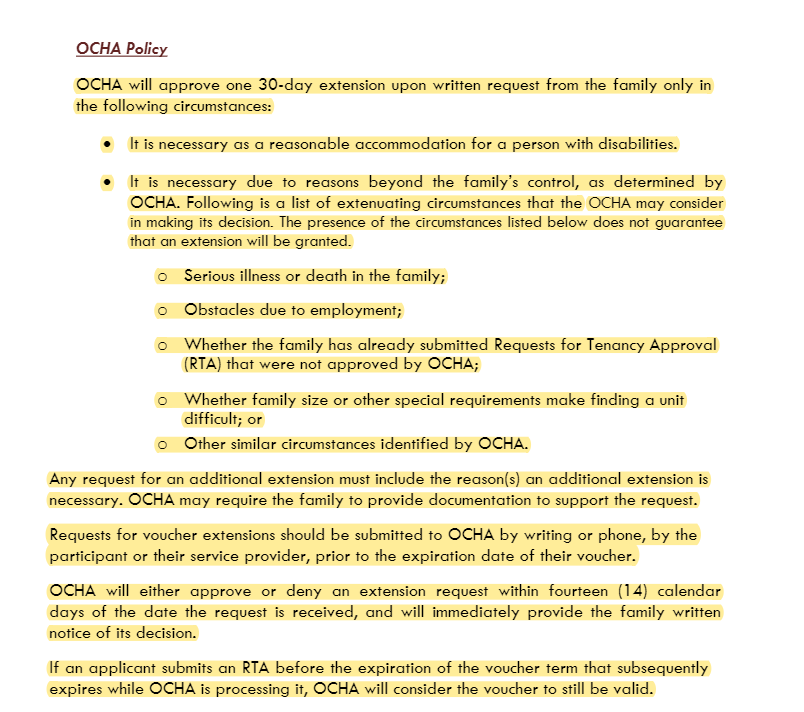 OCHA Policy
OCHA will approve one 30-day extension upon written request from the family only in
the following circumstances:
• It is necessary as a reasonable accommodation for a person with disabilities.
• It is necessary due to reasons beyond the family's control, as determined by
OCHA. Following is a list of extenuating circumstances that the OCHA may consider
in making its decision. The presence of the circumstances listed below does not guarantee
that an extension will be granted.
o Serious illness or death in the family;
o Obstacles due to employment;
o Whether the family has already submitted Requests for Tenancy Approval
(RTA) that were not approved by OCHA;
o Whether family size or other special requirements make finding a unit
difficult; or
o Other similar circumstances identified by OCHA.
Any request for an additional extension must include the reason(s) an additional extension is
necessary. OCHA may require the family to provide documentation to support the request.
Requests for voucher extensions should be submitted to OCHA by writing or phone, by the
participant or their service provider, prior to the expiration date of their voucher.
OCHA will either approve or deny an extension request within fourteen (14) calendar
days of the date the request is received, and will immediately provide the family written
notice of its decision.
If an applicant submits an RTA before the expiration of the voucher term that subsequently
expires while OCHA is processing it, OCHA will consider the voucher to still be valid.